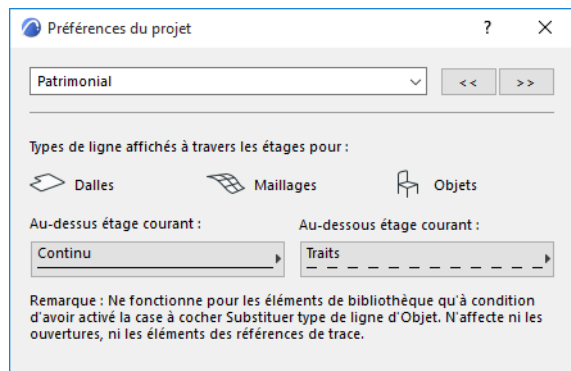 Préférences du projet ?
Patrimonial << >>
Types de ligne affichés à travers les étages pour :
Dalles Maillages Objets
Au-dessus étage courant : Au-dessous étage courant :
Continu Traits
Remarque : Ne fonctionne pour les éléments de bibliothèque qu'à condition
d'avoir activé la case à cocher Substituer type de ligne d'Objet. N'affecte ni les
ouvertures, ni les éléments des références de trace.